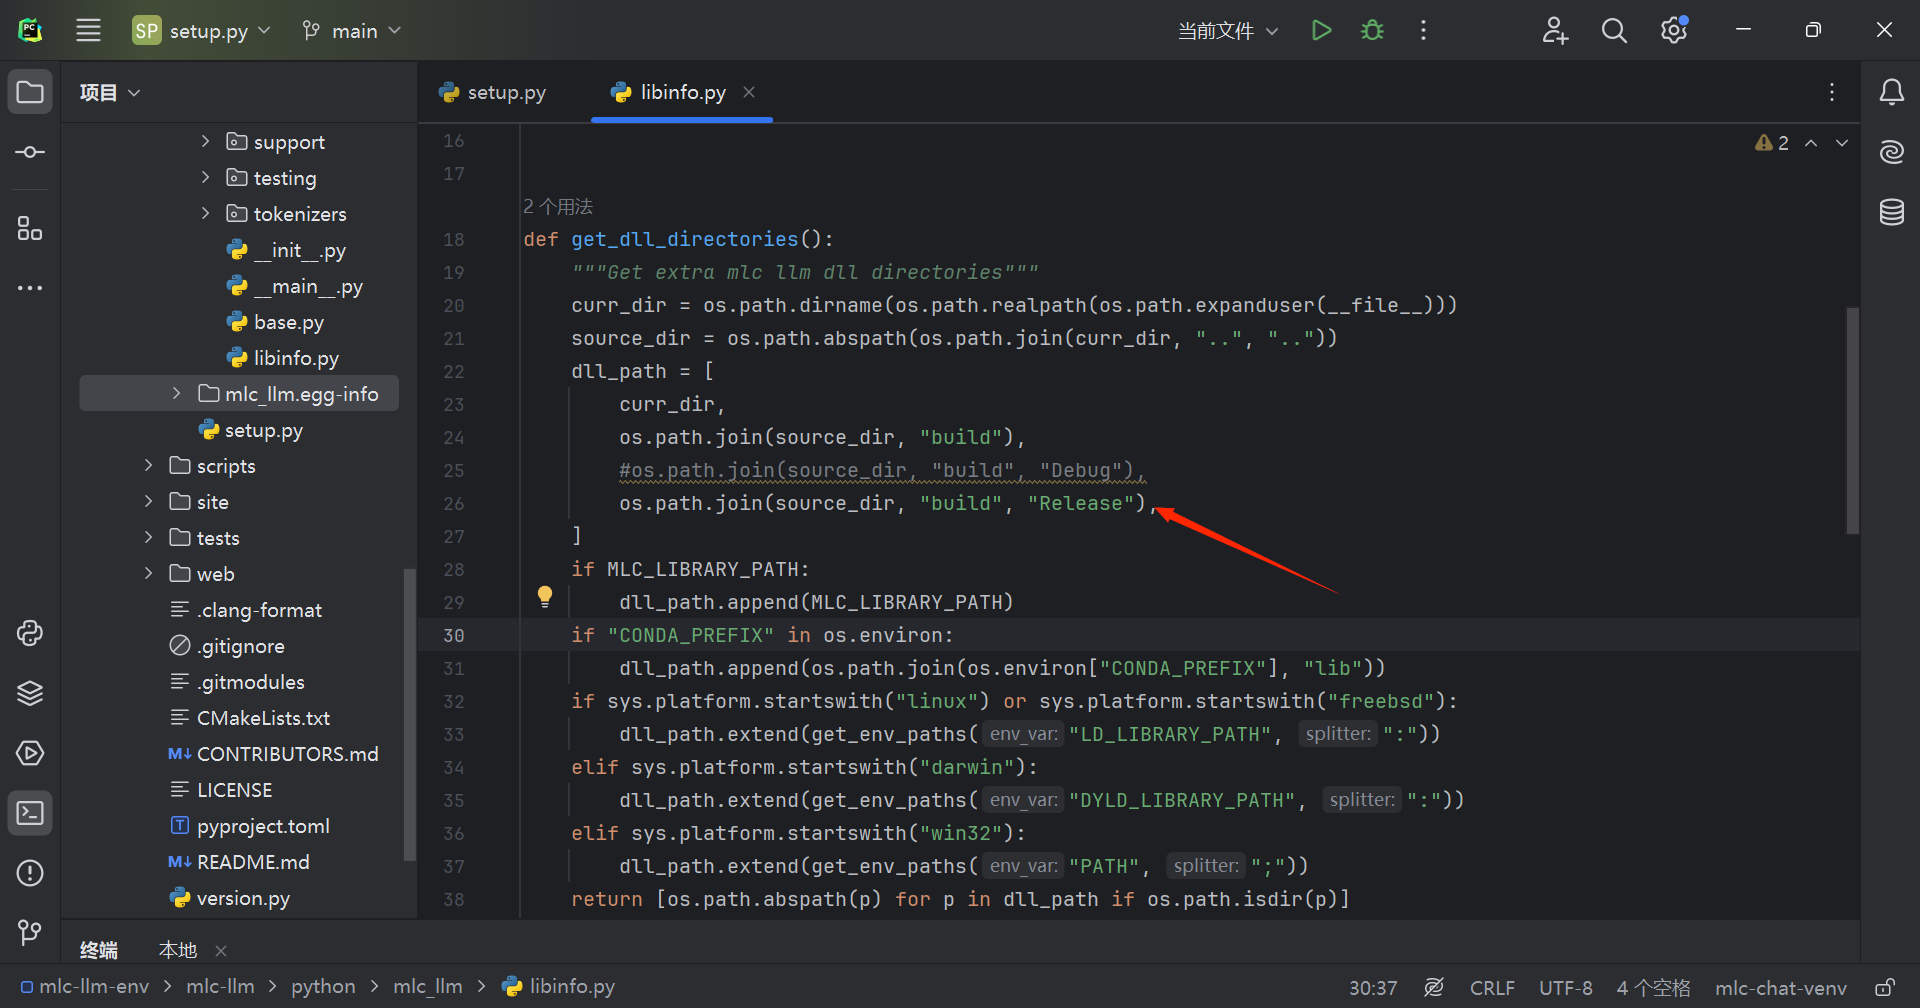 PC
SP setup.py
main
当前文件
项目
support
testing
tokenizers
__init__.py
__main__.py
base.py
libinfo.py
mlc_llm.egg-info
setup.py
scripts
site
tests
web
.clang-format
.gitignore
.gitmodules
CMakeLists.txt
M↓ CONTRIBUTORS.md
LICENSE
T pyproject.toml
M↓ README.md
version.py
setup.py
libinfo.py
2
16
17
2 个用法
18 def get_dll_directories():
19 """Get extra mlc llm dll directories"""
20 curr_dir = os.path.dirname(os.path.realpath(os.path.expanduser(__file__)))
21 source_dir = os.path.abspath(os.path.join(curr_dir, "..", ".."))
22 dll_path = [
23 curr_dir,
24 os.path.join(source_dir, "build"),
25 #os.path.join(source_dir, "build", "Debug"),
26 os.path.join(source_dir, "build", "Release"),
27 ]
28 if MLC_LIBRARY_PATH:
29 dll_path.append(MLC_LIBRARY_PATH)
30 if "CONDA_PREFIX" in os.environ:
31 dll_path.append(os.path.join(os.environ["CONDA_PREFIX"], "lib"))
32 if sys.platform.startswith("linux") or sys.platform.startswith("freebsd"):
33 dll_path.extend(get_env_paths( env_var: "LD_LIBRARY_PATH", splitter: ":"))
34 elif sys.platform.startswith("darwin"):
35 dll_path.extend(get_env_paths( env_var: "DYLD_LIBRARY_PATH", splitter: ":"))
36 elif sys.platform.startswith("win32"):
37 dll_path.extend(get_env_paths( env_var: "PATH", splitter: ";"))
38 return [os.path.abspath(p) for p in dll_path if os.path.isdir(p)]
终端 本地
mlc-llm-env > mlc-llm > python > mlc_llm > libinfo.py
30:37 CRLF UTF-8 4 个空格 mlc-chat-venv